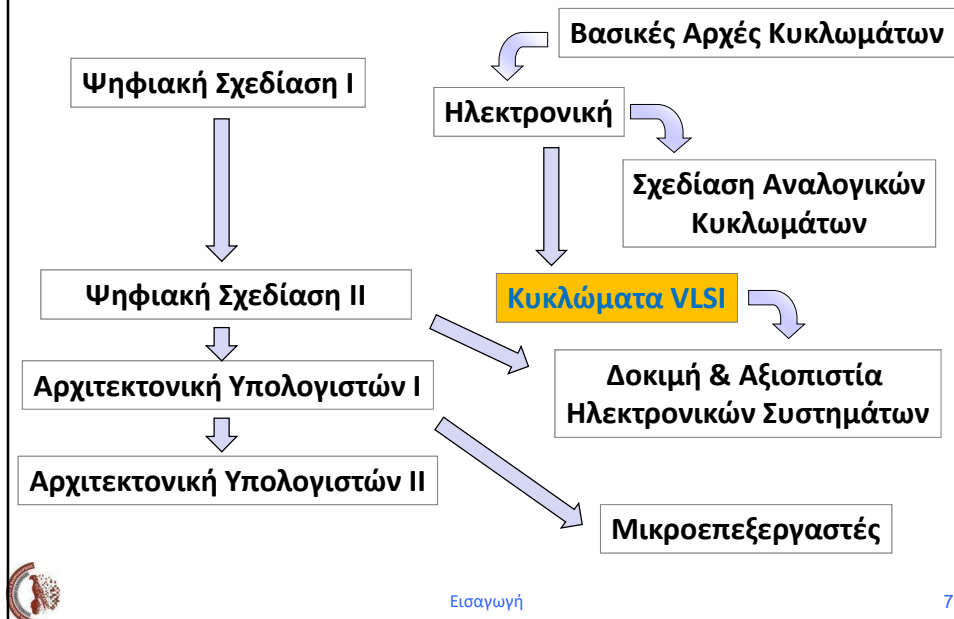 Βασικές Αρχές Κυκλωμάτων
Ψηφιακή Σχεδίαση Ι
Ηλεκτρονική
Σχεδίαση Αναλογικών
Κυκλωμάτων
Ψηφιακή Σχεδίαση ΙΙ
Κυκλώματα VLSI
Αρχιτεκτονική Υπολογιστών Ι
Δοκιμή & Αξιοπιστία
Ηλεκτρονικών Συστημάτων
Αρχιτεκτονική Υπολογιστών ΙΙ
Μικροεπεξεργαστές
Εισαγωγή
7